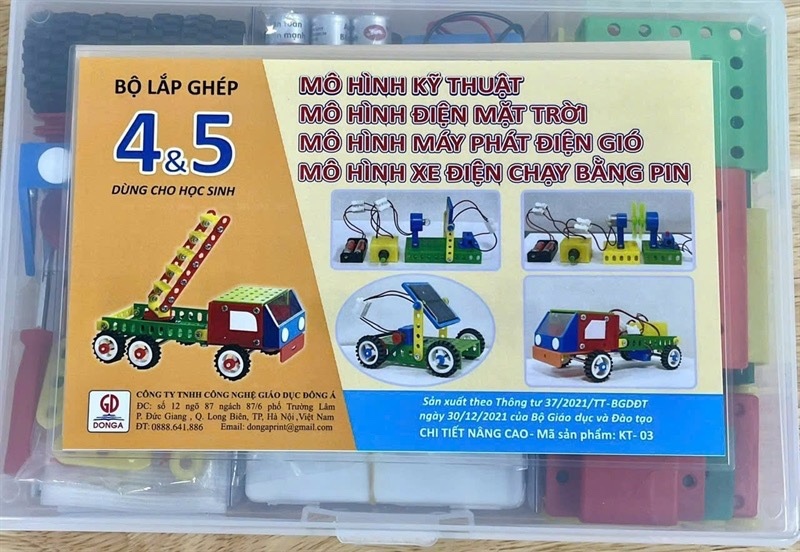 BỘ LẮP GHÉP
4&5
DÙNG CHO HỌC SINH
MÔ HÌNH KỸ THUẬT
MÔ HÌNH ĐIỆN MẶT TRỜI
MÔ HÌNH MÁY PHÁT ĐIỆN GIÓ
MÔ HÌNH XE ĐIỆN CHẠY BẰNG PIN
GD
DONGA
CÔNG TY TNHH CÔNG NGHỆ GIÁO DỤC ĐÔNG Á
ĐC: số 12 ngõ 87 ngách 87/6 phố Trường Lâm
P. Đức Giang , Q. Long Biên, TP, Hà Nội ,Việt Nam
ĐT: 0888.641.886 Email: dongaprint@gmail.com
Sản xuất theo Thông tư 37/2021/TT-BGDĐT
ngày 30/12/2021 của Bộ Giáo dục và Đào tạo
CHI TIẾT NÂNG CAO - Mã sản phẩm: KT- 03